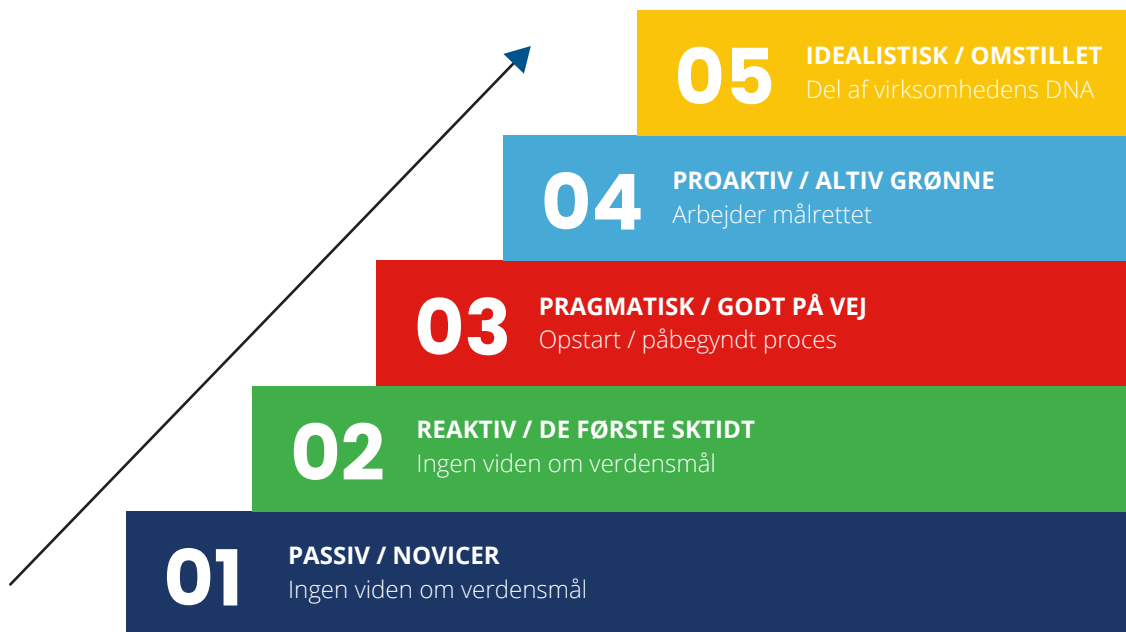 05
IDEALISTISK / OMSTILLET
Del af virksomhedens DNA
04
PROAKTIV / ALTIV GRØNNE
Arbejder målrettet
03
PRAGMATISK / GODT PÅ VEJ
Opstart / påbegyndt proces
02
REAKTIV / DE FØRSTE SKTIDT
Ingen viden om verdensmål
01
PASSIV / NOVICER
Ingen viden om verdensmål